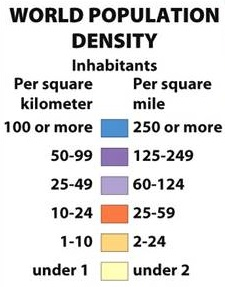 WORLD POPULATION
DENSITY
Inhabitants
Per square Per square
kilometer mile
100 or more 250 or more
50-99 125-249
25-49 60-124
10-24 25-59
1-10 2-24
under 1 under 2